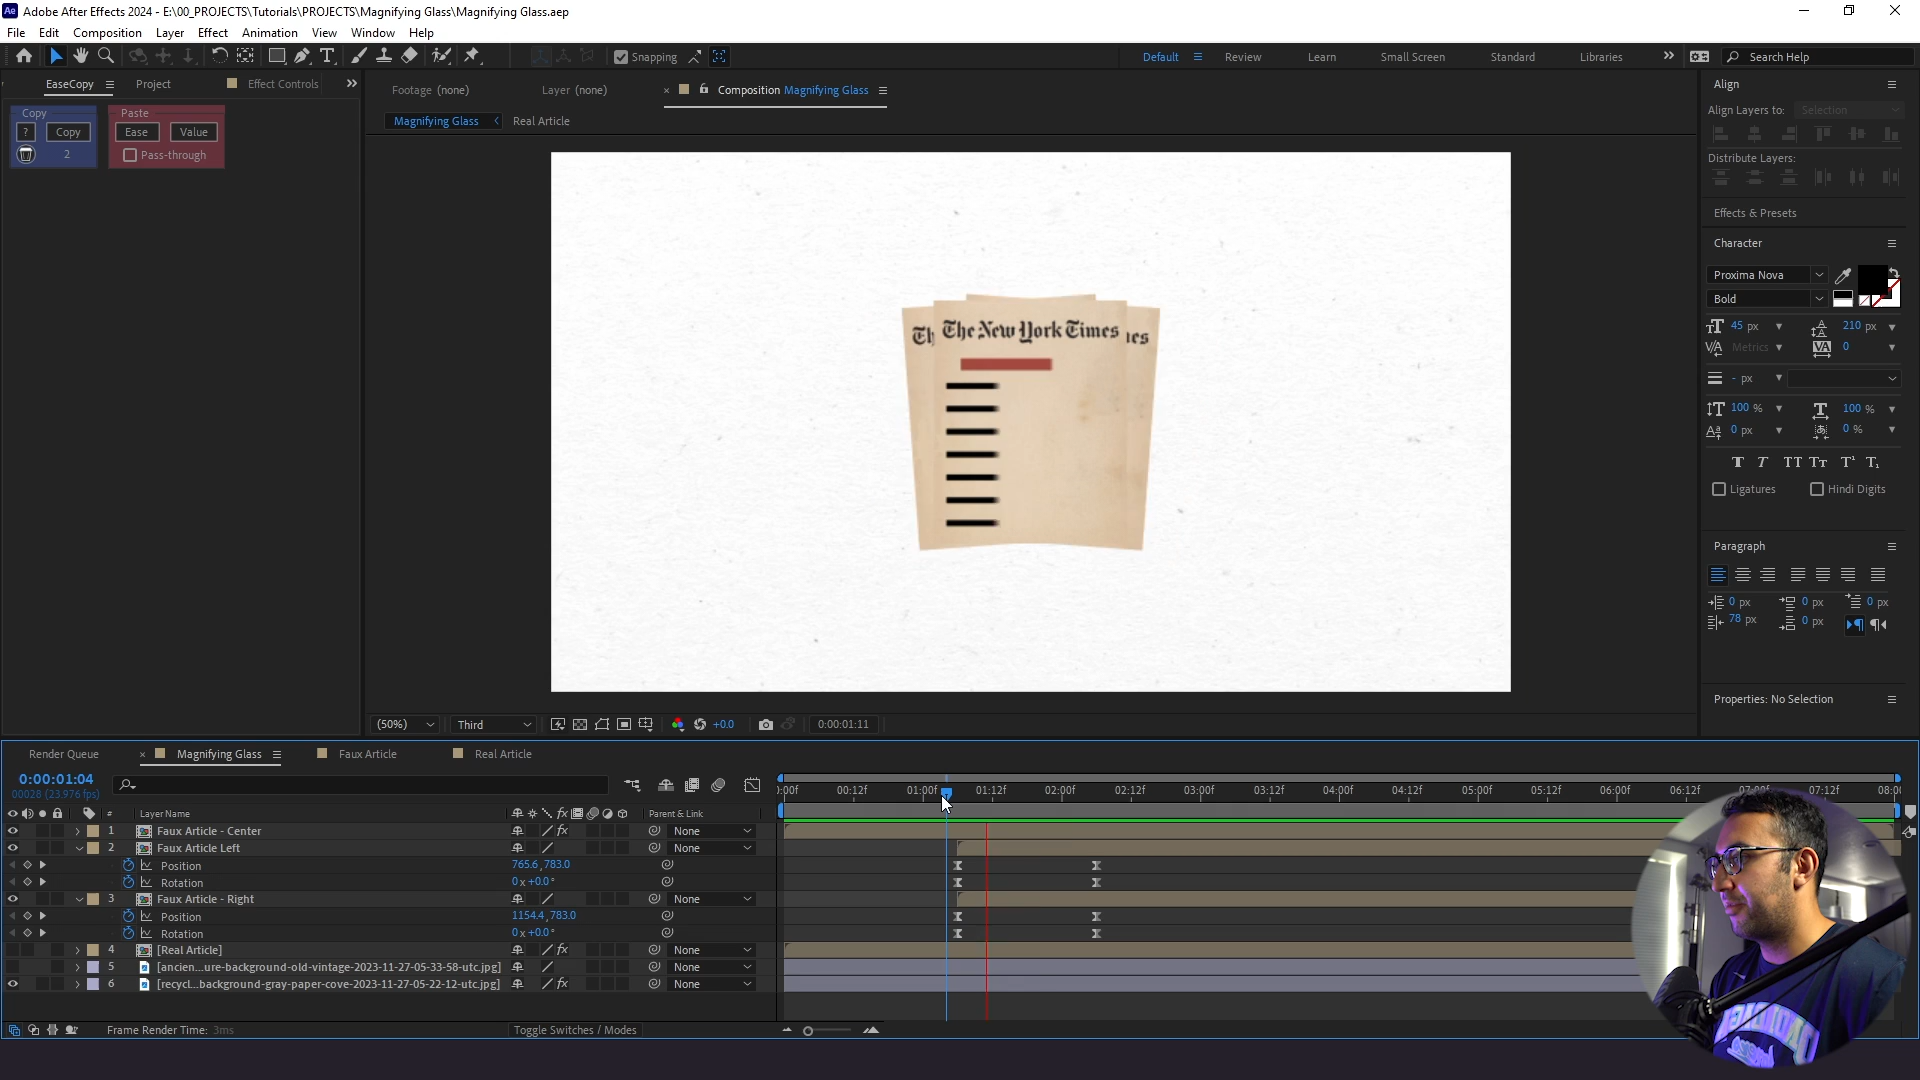 Ae Adobe After Effects 2024 - E:\00_PROJECTS\Tutorials\PROJECTS\Magnifying Glass\Magnifying Glass.aep
File Edit Composition Layer Effect Animation View Window Help
Snapping Default Review Learn Small Screen Standard Libraries Search Help
EaseCopy Project Effect Controls
Footage (none) Layer (none) Composition Magnifying Glass
Magnifying Glass Real Article
Copy Paste
? Copy Ease Value
2 Pass-through
The New York Times
Th
mes
(50%) Third +0.0 0:00:01:11
Align
Align Layers to: Selection
Distribute Layers:
Effects & Presets
Character
Proxima Nova
Bold
45 px 210 px
Metrics 0
- px
100 % 100 %
0 px 0 %
Ligatures Hindi Digits
Paragraph
0 px 0 px 0 px
78 px 0 px
Properties: No Selection
Render Queue Magnifying Glass Faux Article Real Article
0:00:01:04
00028 (23.976 fps)
):00f 00:12f 01:00f 01:12f 02:00f 02:12f 03:00f 03:12f 04:00f 04:12f 05:00f 05:12f 06:00f 06:12f 07:00f 07:12f 08:00
# Layer Name fx Parent & Link
1 Faux Article - Center fx None
2 Faux Article Left None
Position 765.6,783.0
Rotation 0x+0.0°
3 Faux Article - Right None
Position 1154.4,783.0
Rotation 0x+0.0°
4 [Real Article] fx None
5 [ancien...ure-background-old-vintage-2023-11-27-05-33-58-utc.jpg] None
6 [recycl...background-gray-paper-cove-2023-11-27-05-22-12-utc.jpg] fx None
Frame Render Time: 3ms Toggle Switches / Modes